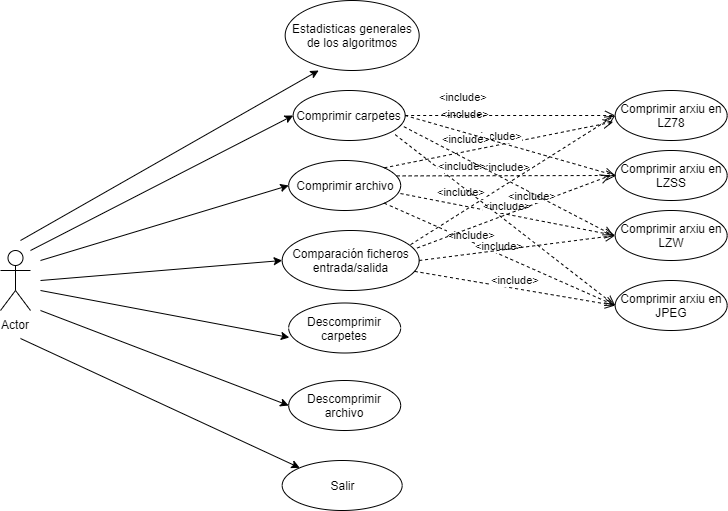 Estadisticas generales
de los algoritmos
<include>
Comprimir carpetes
<include>
Comprimir arxiu en
LZ78
<include>
clude>
Comprimir archivo
<include>
<include>
Comprimir arxiu en
LZSS
<include>
<include>
Comparación ficheros
entrada/salida
<include>
<include>
Comprimir arxiu en
LZW
<include>
Comprimir arxiu en
JPEG
Actor
Descomprimir
carpetes
Descomprimir
archivo
Salir